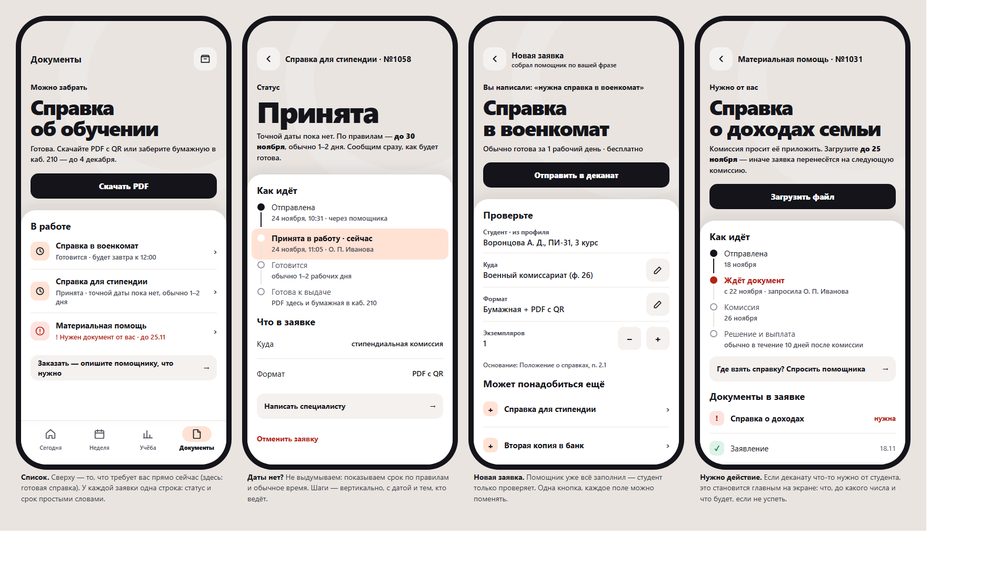 Документы
Можно забрать
Справка
об обучении
Готова. Скачайте PDF с QR или заберите бумажную в
каб. 210 — до 4 декабря.
Скачать PDF
В работе
Справка в военкомат
Готовится · будет завтра к 12:00
›
Справка для стипендии
Принята · точной даты пока нет, обычно 1–2
дня
›
Материальная помощь
! Нужен документ от вас · до 25.11
›
Заказать — опишите помощнику, что
нужно
→
Сегодня
Неделя
Учёба
Документы
Список. Сверху — то, что требует вас прямо сейчас (здесь:
готовая справка). У каждой заявки одна строка: статус и
срок простыми словами.
Справка для стипендии · №1058
Статус
Принята
Точной даты пока нет. По правилам — до 30
ноября, обычно 1–2 дня. Сообщим сразу, как будет
готова.
Как идёт
Отправлена
24 ноября, 10:31 · через помощника
Принята в работу · сейчас
24 ноября, 11:05 · О. П. Иванова
Готовится
обычно 1–2 рабочих дня
Готова к выдаче
PDF здесь и бумажная в каб. 210
Что в заявке
Куда стипендиальная комиссия
Формат PDF с QR
Написать специалисту →
Отменить заявку
Даты нет? Не выдумываем: показываем срок по правилам
и обычное время. Шаги — вертикально, с датой и тем, кто
ведёт.
Новая заявка
собрал помощник по вашей фразе
Вы написали: «нужна справка в военкомат»
Справка
в военкомат
Обычно готова за 1 рабочий день · бесплатно
Отправить в деканат
Проверьте
Студент · из профиля
Воронцова А. Д., ПИ-31, 3 курс
Куда
Военный комиссариат (ф. 26)
Формат
Бумажная + PDF с QR
Экземпляров
1
− +
Основание: Положение о справках, п. 2.1
Может понадобиться ещё
+ Справка для стипендии ›
+ Вторая копия в банк ›
Новая заявка. Помощник уже всё заполнил — студент
только проверяет. Одна кнопка, каждое поле можно
поменять.
Материальная помощь · №1031
Нужно от вас
Справка
о доходах семьи
Комиссия просит её приложить. Загрузите до 25
ноября — иначе заявка перенесётся на следующую
комиссию.
Загрузить файл
Как идёт
Отправлена
18 ноября
Ждёт документ
с 22 ноября · запросила О. П. Иванова
Комиссия
26 ноября
Решение и выплата
обычно в течение 10 дней после комиссии
Где взять справку? Спросить помощника →
Документы в заявке
! Справка о доходах нужна
✓ Заявление 18.11
Нужно действие. Если деканату что-то нужно от студента,
это становится главным на экране: что, до какого числа и
что будет, если не успеть.